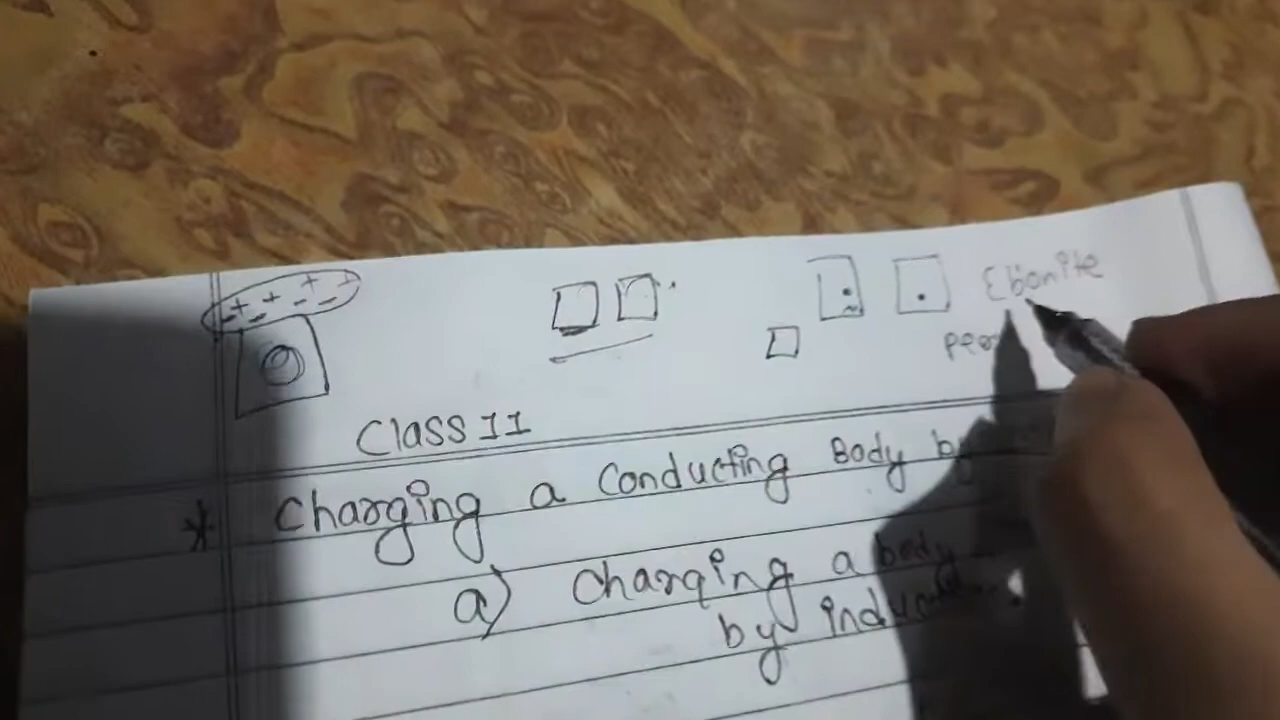 + + + +
- - - -
Ebonite
Class 11
* Charging a Conducting Body by
a) Charging a body
by